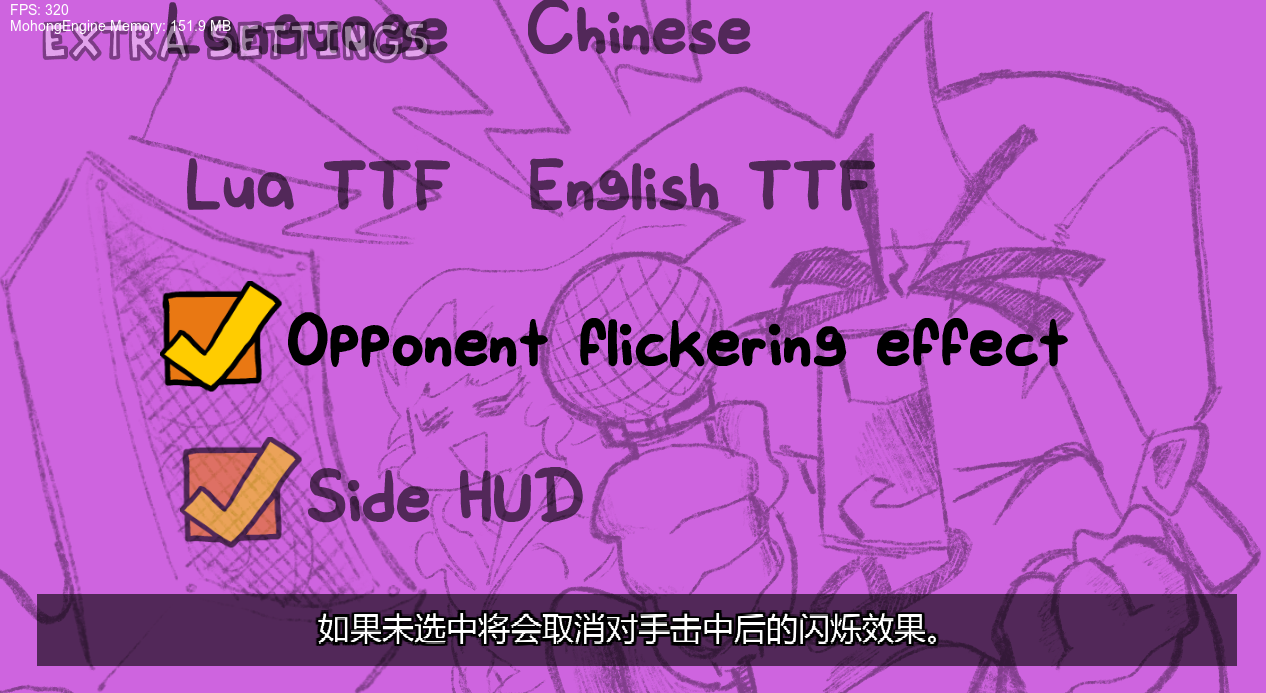 FPS: 320
MohongEngine Memory: 151.9 MB
EXTRA SETTINGS
Language Chinese
Lua TTF English TTF
Opponent flickering effect
Side HUD
如果未选中将会取消对手击中后的闪烁效果。